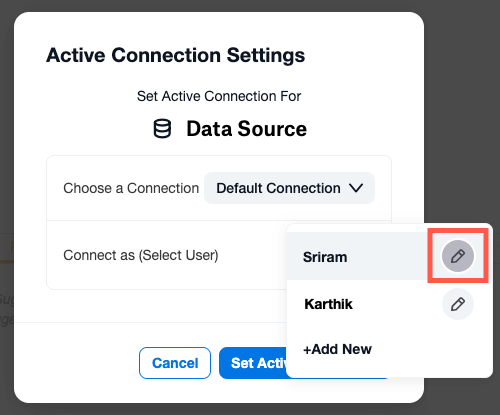 Active Connection Settings
Set Active Connection For
Data Source
Choose a Connection Default Connection
Connect as (Select User)
Sriram
Karthik
+Add New
Cancel
Set Activ